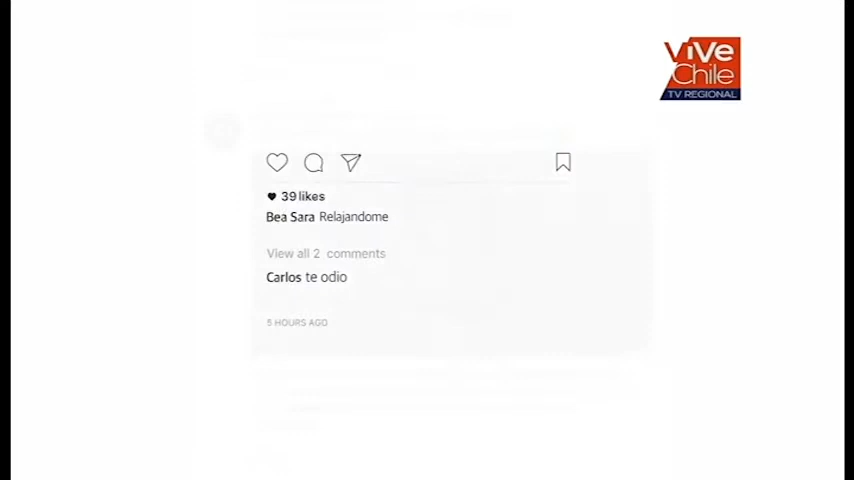 ViVe
Chile
TV REGIONAL
39 likes
Bea Sara Relajandome
View all 2 comments
Carlos te odio
5 HOURS AGO